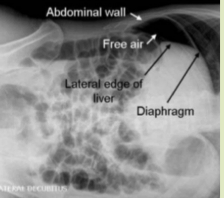 Abdominal wall
Free air
Lateral edge of
liver
Diaphragm